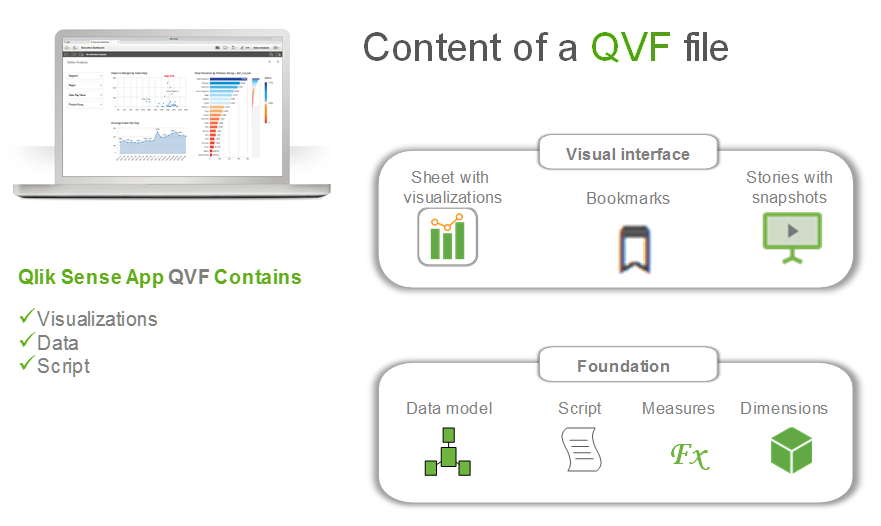 Content of a QVF file
Qlik Sense App QVF Contains
✓Visualizations
✓Data
✓Script
Visual interface
Sheet with
visualizations
Bookmarks
Stories with
snapshots
Foundation
Data model
Script
Measures
Dimensions
Fx